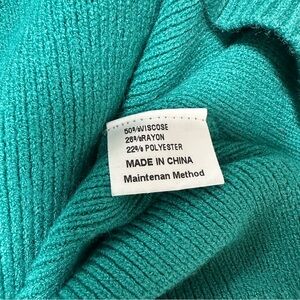 50%VISCOSE
28%RAYON
22% POLYESTER
MADE IN CHINA
Maintenan Method